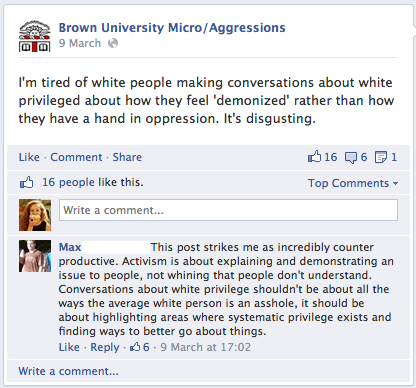 Brown University Micro/Aggressions
9 March
I'm tired of white people making conversations about white
privileged about how they feel 'demonized' rather than how
they have a hand in oppression. It's disgusting.
Like · Comment · Share 16 6 1
16 people like this. Top Comments
Write a comment...
Max This post strikes me as incredibly counter
productive. Activism is about explaining and demonstrating an
issue to people, not whining that people don't understand.
Conversations about white privilege shouldn't be about all the
ways the average white person is an asshole, it should be
about highlighting areas where systematic privilege exists and
finding ways to better go about things.
Like · Reply · 6 · 9 March at 17:02
Write a comment...